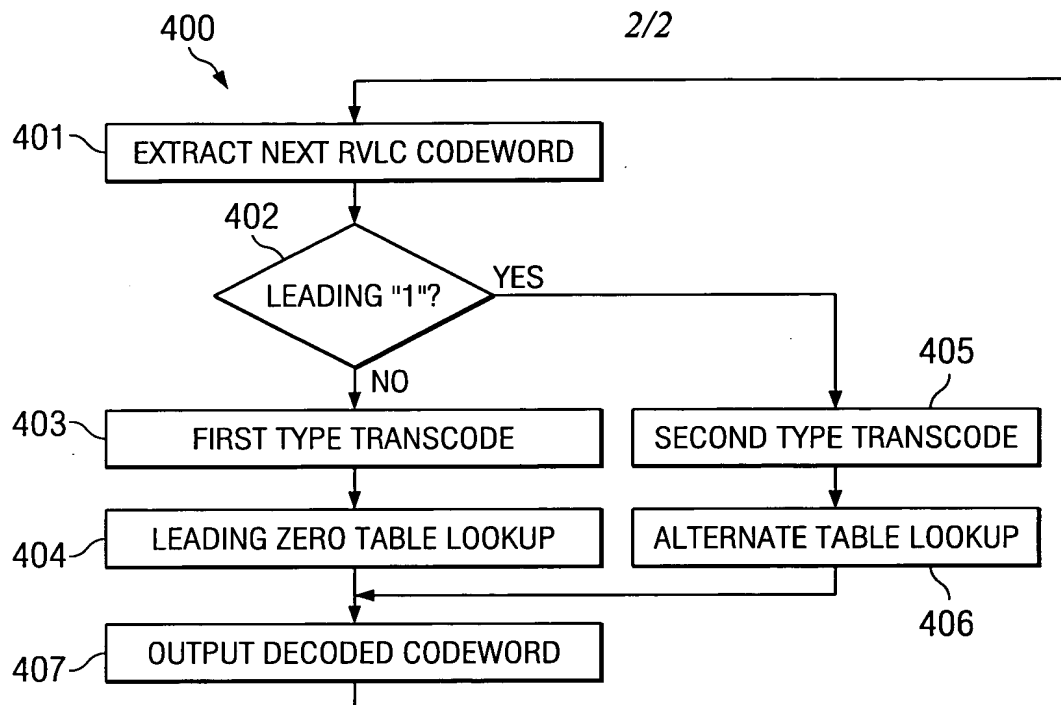 2/2
400
401
EXTRACT NEXT RVLC CODEWORD
402
LEADING "1"?
YES
NO
403
FIRST TYPE TRANSCODE
405
SECOND TYPE TRANSCODE
404
LEADING ZERO TABLE LOOKUP
ALTERNATE TABLE LOOKUP
406
407
OUTPUT DECODED CODEWORD